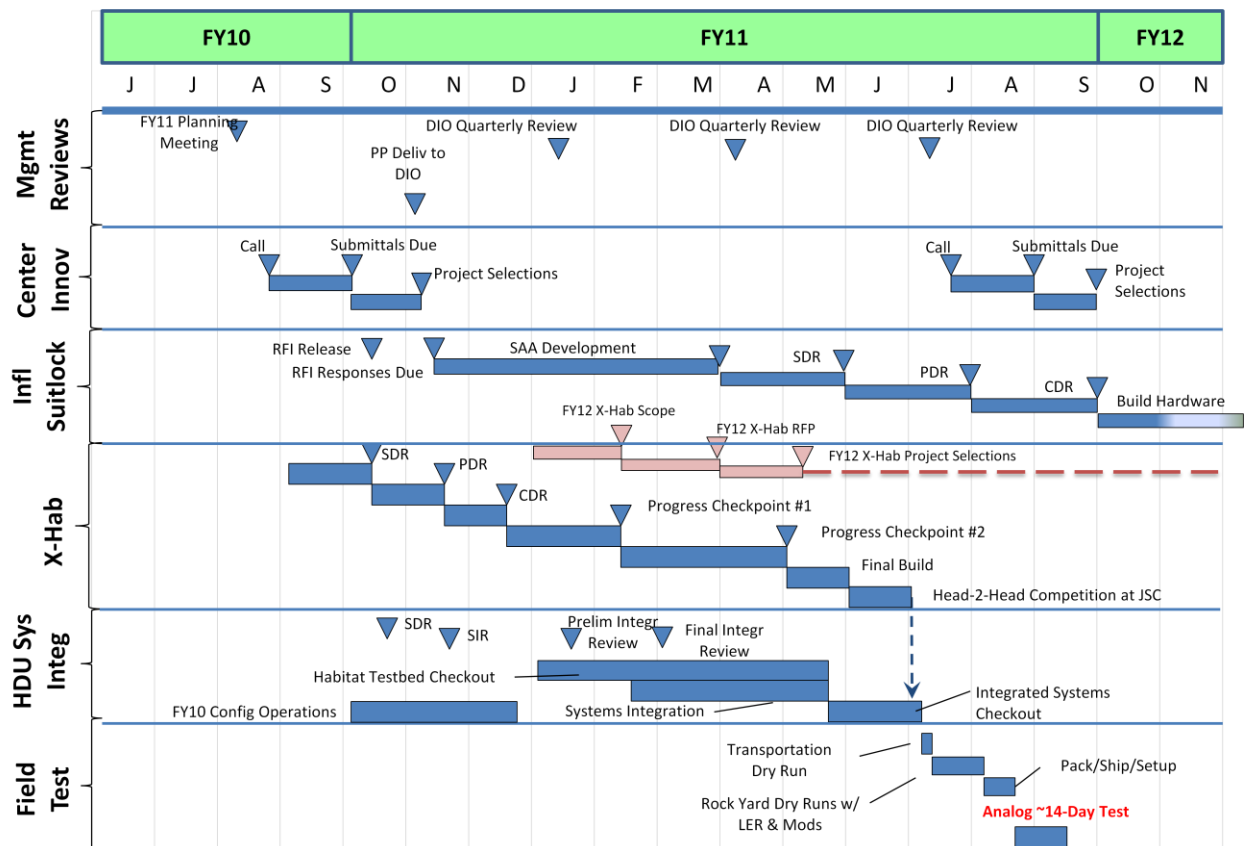 FY10 FY11 FY12
J J A S O N D J F M A M J J A S O N
Mgmt
Reviews
FY11 Planning
Meeting
PP Deliv to
DIO
DIO Quarterly Review
DIO Quarterly Review
DIO Quarterly Review
Center
Innov
Call
Submittals Due
Project Selections
Call
Submittals Due
Project
Selections
Infl
Suitlock
RFI Release
RFI Responses Due
SAA Development
SDR
PDR
CDR
Build Hardware
X-Hab
FY12 X-Hab Scope
FY12 X-Hab RFP
FY12 X-Hab Project Selections
SDR
PDR
CDR
Progress Checkpoint #1
Progress Checkpoint #2
Final Build
Head-2-Head Competition at JSC
HDU Sys
Integ
SDR
SIR
Prelim Integr
Review
Final Integr
Review
Habitat Testbed Checkout
FY10 Config Operations
Systems Integration
Integrated Systems
Checkout
Field
Test
Transportation
Dry Run
Rock Yard Dry Runs w/
LER & Mods
Pack/Ship/Setup
Analog ~14-Day Test